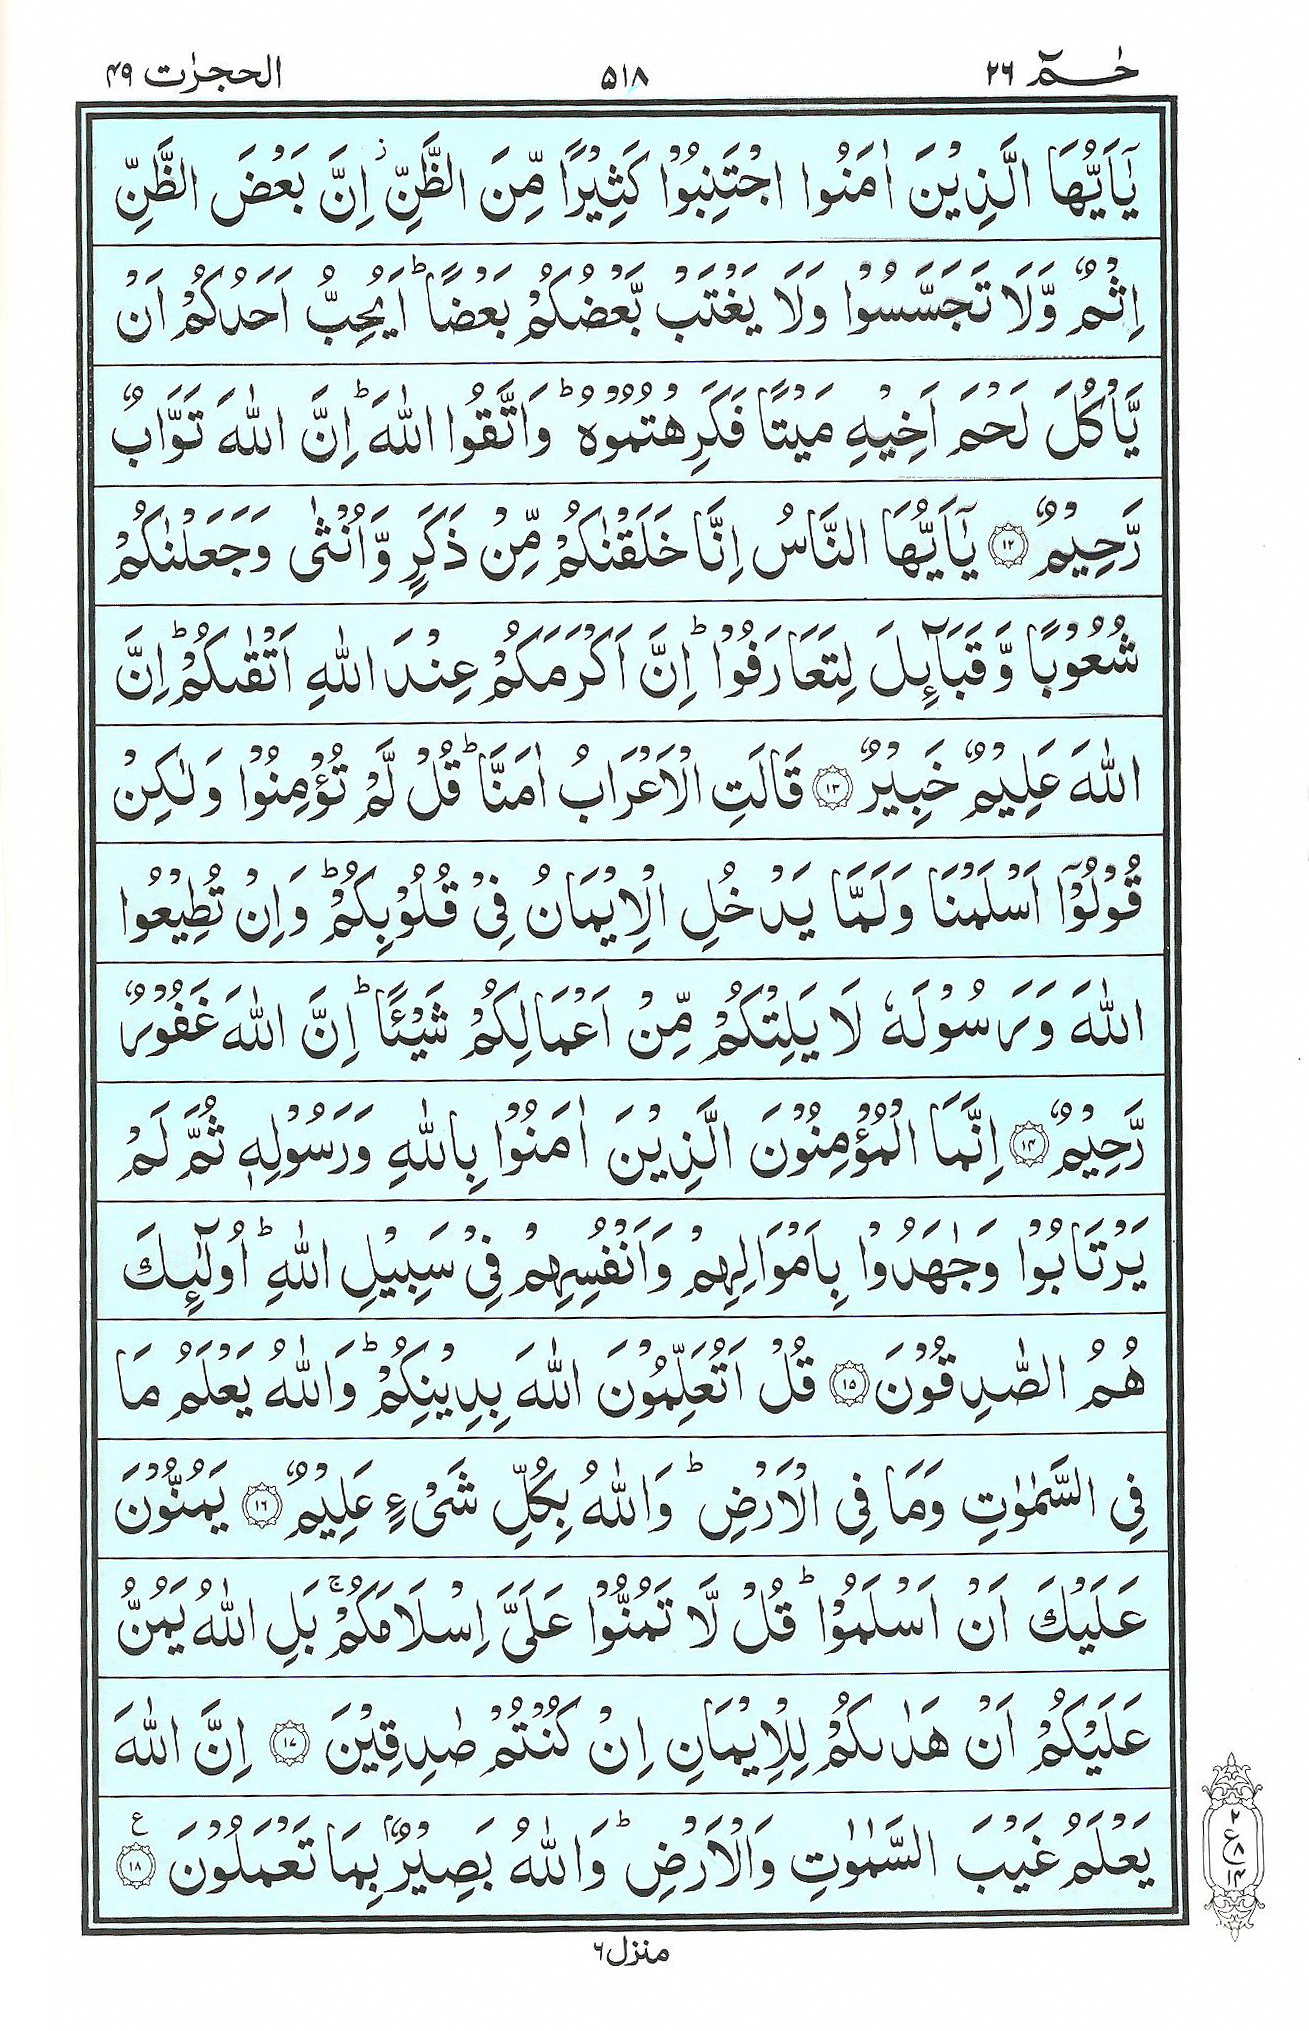 حٰـمٓ ٢٦
٥١٨
الحجرٰت ٤٩
يٰٓاَيُّهَا الَّذِيْنَ اٰمَنُوا اجْتَنِبُوْا كَثِيْرًا مِّنَ الظَّنِّ ز اِنَّ بَعْضَ الظَّنِّ
اِثْمٌ وَّلَا تَجَسَّسُوْا وَلَا يَغْتَبْ بَّعْضُكُمْ بَعْضًا ؕ اَيُحِبُّ اَحَدُكُمْ اَنْ
يَّاْكُلَ لَحْمَ اَخِيْهِ مَيْتًا فَكَرِهْتُمُوْهُ ؕ وَاتَّقُوا اللّٰهَ ؕ اِنَّ اللّٰهَ تَوَّابٌ
رَّحِيْمٌ ﴿١٢﴾ يٰٓاَيُّهَا النَّاسُ اِنَّا خَلَقْنٰكُمْ مِّنْ ذَكَرٍ وَّاُنْثٰى وَجَعَلْنٰكُمْ
شُعُوْبًا وَّقَبَآئِلَ لِتَعَارَفُوْا ؕ اِنَّ اَكْرَمَكُمْ عِنْدَ اللّٰهِ اَتْقٰىكُمْ ؕ اِنَّ
اللّٰهَ عَلِيْمٌ خَبِيْرٌ ﴿١٣﴾ قَالَتِ الْاَعْرَابُ اٰمَنَّا ؕ قُلْ لَّمْ تُؤْمِنُوْا وَلٰكِنْ
قُوْلُوْٓا اَسْلَمْنَا وَلَمَّا يَدْخُلِ الْاِيْمَانُ فِيْ قُلُوْبِكُمْ ؕ وَاِنْ تُطِيْعُوا
اللّٰهَ وَرَسُوْلَهٗ لَا يَلِتْكُمْ مِّنْ اَعْمَالِكُمْ شَيْـًٔا ؕ اِنَّ اللّٰهَ غَفُوْرٌ
رَّحِيْمٌ ﴿١٤﴾ اِنَّمَا الْمُؤْمِنُوْنَ الَّذِيْنَ اٰمَنُوْا بِاللّٰهِ وَرَسُوْلِهٖ ثُمَّ لَمْ
يَرْتَابُوْا وَجٰهَدُوْا بِاَمْوَالِهِمْ وَاَنْفُسِهِمْ فِيْ سَبِيْلِ اللّٰهِ ؕ اُولٰٓئِكَ
هُمُ الصّٰدِقُوْنَ ﴿١٥﴾ قُلْ اَتُعَلِّمُوْنَ اللّٰهَ بِدِيْنِكُمْ ؕ وَاللّٰهُ يَعْلَمُ مَا
فِي السَّمٰوٰتِ وَمَا فِي الْاَرْضِ ؕ وَاللّٰهُ بِكُلِّ شَيْءٍ عَلِيْمٌ ﴿١٦﴾ يَمُنُّوْنَ
عَلَيْكَ اَنْ اَسْلَمُوْا ؕ قُلْ لَّا تَمُنُّوْا عَلَيَّ اِسْلَامَكُمْ ۚ بَلِ اللّٰهُ يَمُنُّ
عَلَيْكُمْ اَنْ هَدٰىكُمْ لِلْاِيْمَانِ اِنْ كُنْتُمْ صٰدِقِيْنَ ﴿١٧﴾ اِنَّ اللّٰهَ
يَعْلَمُ غَيْبَ السَّمٰوٰتِ وَالْاَرْضِ ؕ وَاللّٰهُ بَصِيْرٌۢ بِمَا تَعْمَلُوْنَ ﴿١٨﴾ ع
٢
ع ٨
١٤
منزل ٦